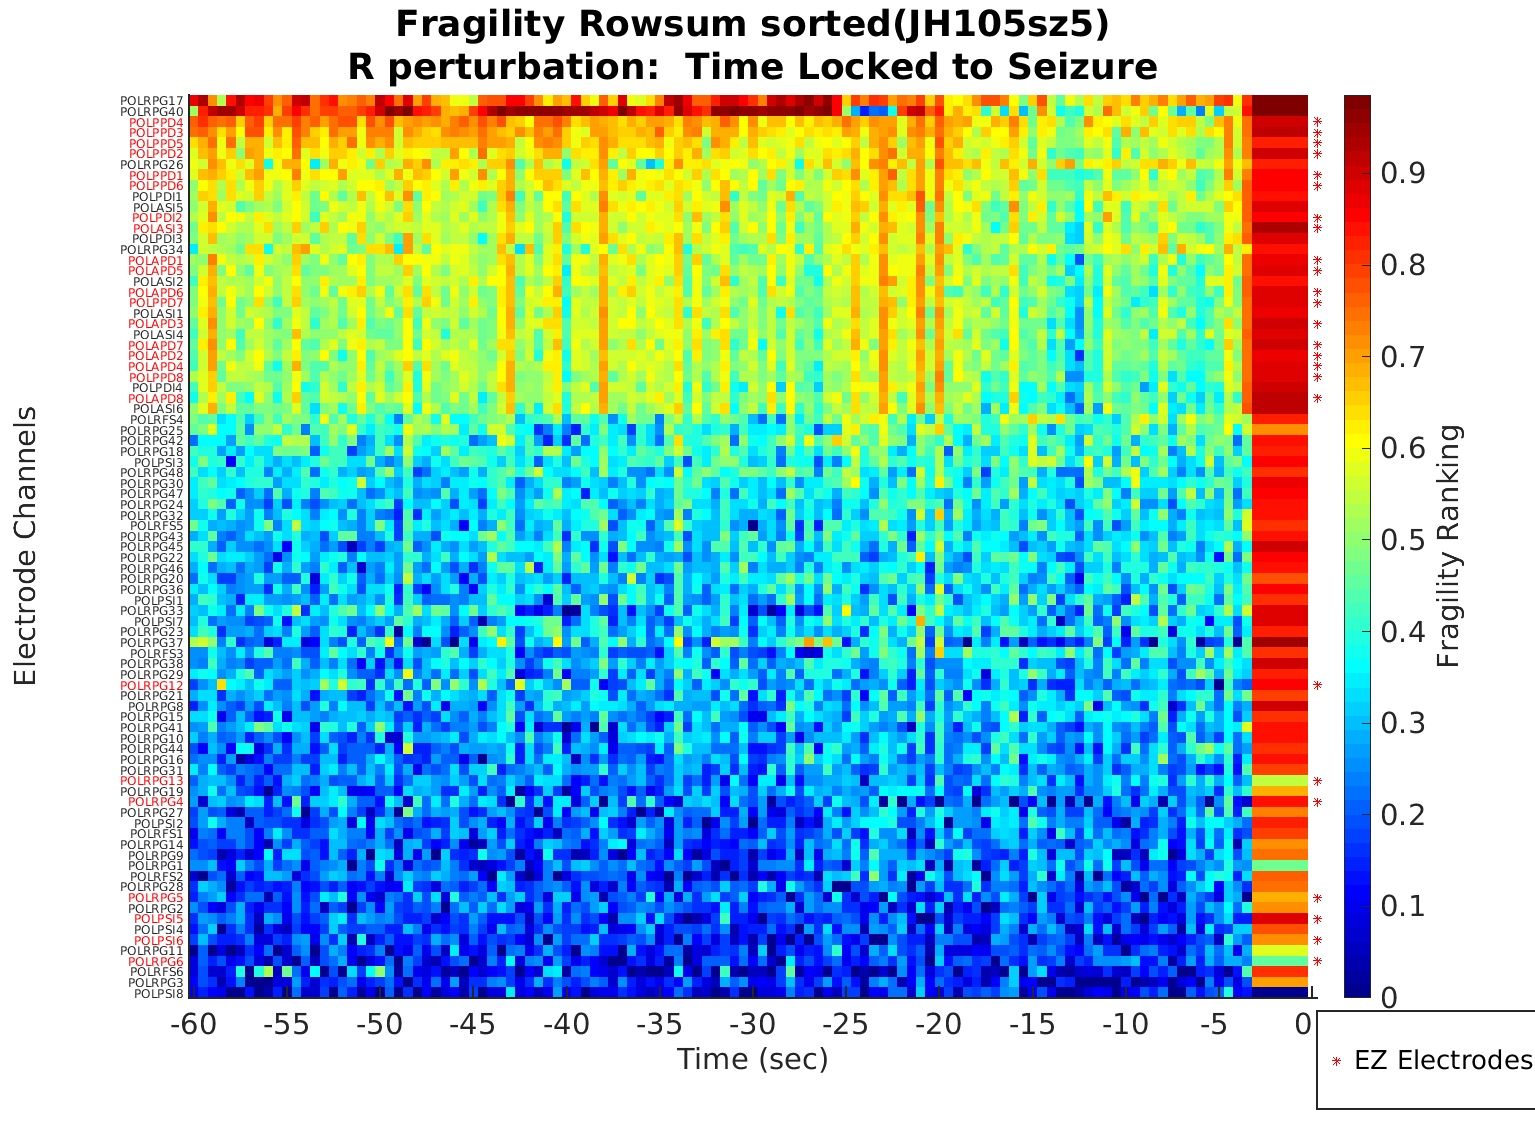 Fragility Rowsum sorted(JH105sz5)
R perturbation:  Time Locked to Seizure
Electrode Channels
POLRPG17
POLRPG40
POLPPD4
POLPPD3
POLPPD5
POLPPD2
POLRPG26
POLPPD1
POLPPD6
POLPDI1
POLASI5
POLPDI2
POLASI3
POLPDI3
POLRPG34
POLAPD1
POLAPD5
POLASI2
POLAPD6
POLPPD7
POLASI1
POLAPD3
POLASI4
POLAPD7
POLAPD2
POLAPD4
POLPPD8
POLPDI4
POLAPD8
POLASI6
POLRFS4
POLRPG25
POLRPG42
POLRPG18
POLPSI3
POLRPG48
POLRPG30
POLRPG47
POLRPG24
POLRPG32
POLRFS5
POLRPG43
POLRPG45
POLRPG22
POLRPG46
POLRPG20
POLRPG36
POLPSI1
POLRPG33
POLPSI7
POLRPG23
POLRPG37
POLRFS3
POLRPG38
POLRPG29
POLRPG12
POLRPG21
POLRPG8
POLRPG15
POLRPG41
POLRPG10
POLRPG44
POLRPG16
POLRPG31
POLRPG13
POLRPG19
POLRPG4
POLRPG27
POLPSI2
POLRFS1
POLRPG14
POLRPG9
POLRPG1
POLRFS2
POLRPG28
POLRPG5
POLRPG2
POLPSI5
POLPSI4
POLPSI6
POLRPG11
POLRPG6
POLRFS6
POLRPG3
POLPSI8
-60 -55 -50 -45 -40 -35 -30 -25 -20 -15 -10 -5 0
Time (sec)
0.9
0.8
0.7
0.6
0.5
0.4
0.3
0.2
0.1
0
Fragility Ranking
EZ Electrodes